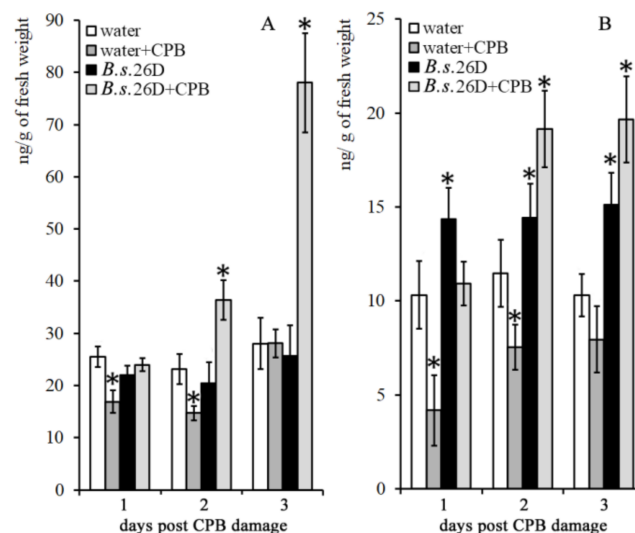 A
ng/g of fresh weight
90
80
70
60
50
40
30
20
10
0
water
water+CPB
B.s.26D
B.s.26D+CPB
*
*
*
*
1
2
3
days post CPB damage
B
ng/ g of fresh weight
25
20
15
10
5
0
water
water+CPB
B.s.26D
B.s.26D+CPB
*
*
*
*
*
*
*
1
2
3
days post CPB damage